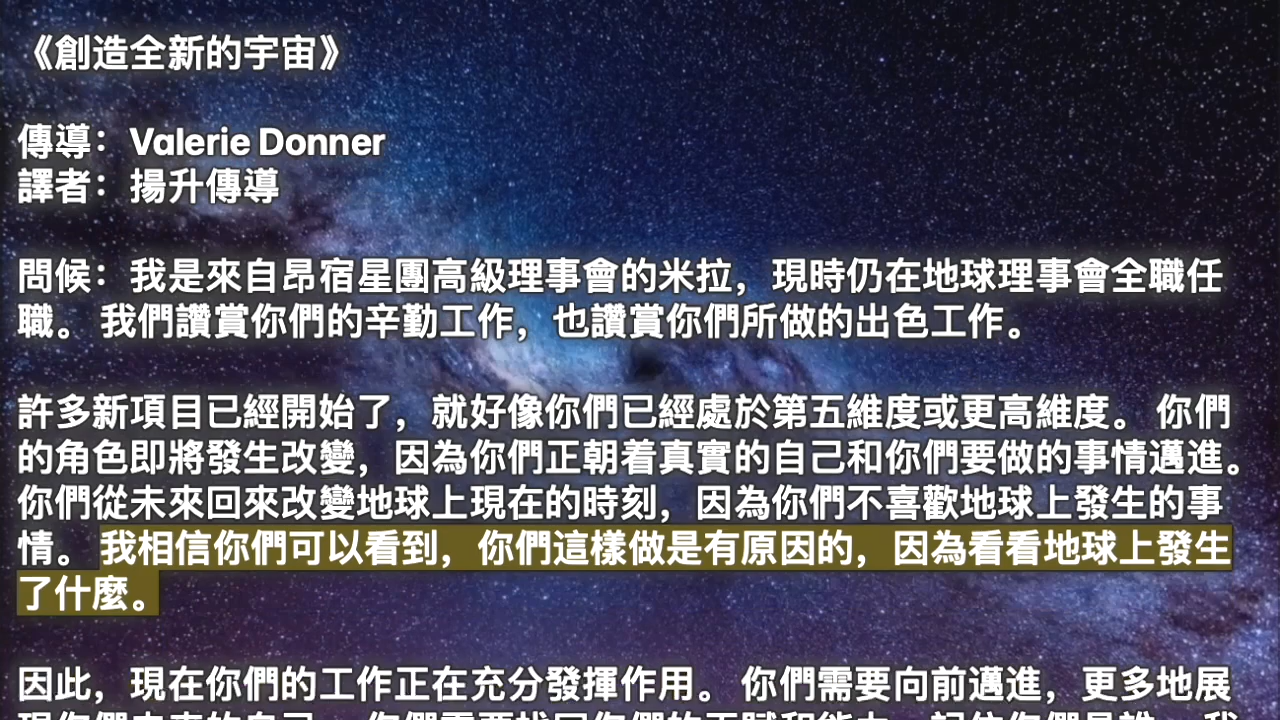 《創造全新的宇宙》
傳導：Valerie Donner
譯者：揚升傳導
問候：我是來自昂宿星團高級理事會的米拉，現時仍在地球理事會全職任
職。 我們讚賞你們的辛勤工作，也讚賞你們所做的出色工作。
許多新項目已經開始了，就好像你們已經處於第五維度或更高維度。 你們
的角色即將發生改變，因為你們正朝着真實的自己和你們要做的事情邁進。
你們從未來回來改變地球上現在的時刻，因為你們不喜歡地球上發生的事
情。 我相信你們可以看到，你們這樣做是有原因的，因為看看地球上發生
了什麼。
因此，現在你們的工作正在充分發揮作用。 你們需要向前邁進，更多地展